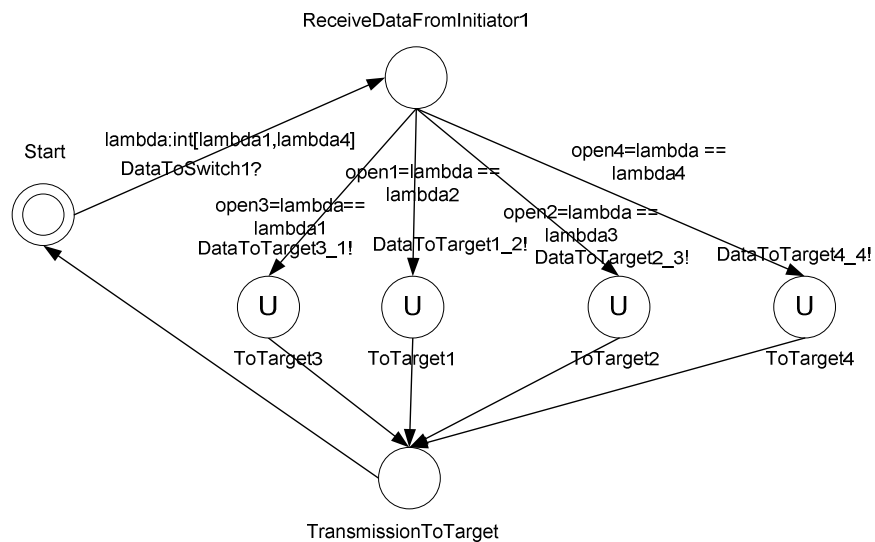 ReceiveDataFromInitiator1
lambda:int[lambda1,lambda4]
DataToSwitch1?
Start
open3=lambda==
lambda1
DataToTarget3_1!
open1=lambda ==
lambda2
DataToTarget1_2!
open2=lambda ==
lambda3
DataToTarget2_3!
open4=lambda ==
lambda4
DataToTarget4_4!
U
U
U
U
ToTarget3
ToTarget1
ToTarget2
ToTarget4
TransmissionToTarget